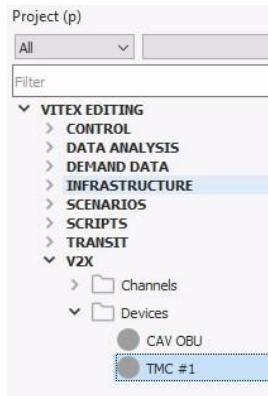 Project (p)
All
Filter
VITEX EDITING
CONTROL
DATA ANALYSIS
DEMAND DATA
INFRASTRUCTURE
SCENARIOS
SCRIPTS
TRANSIT
V2X
Channels
Devices
CAV OBU
TMC #1